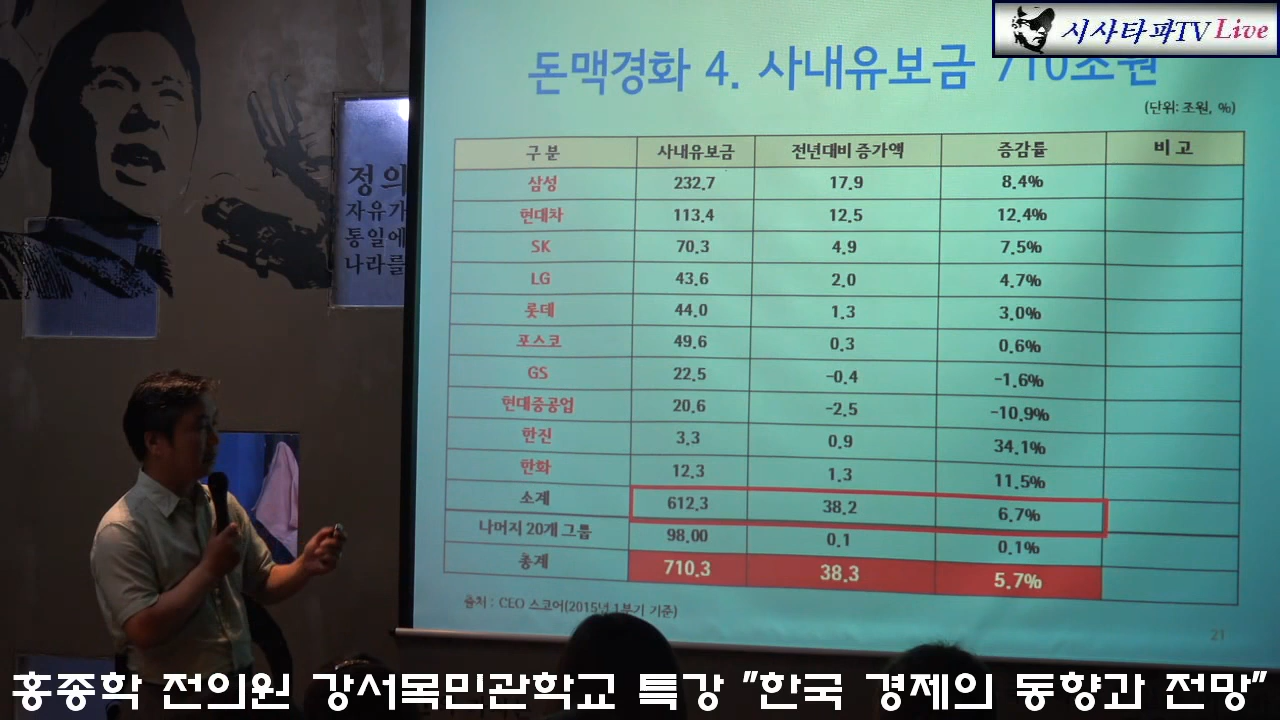 시사타파TV Live
돈맥경화 4. 사내유보금 710조원
(단위: 조원, %)
구 분 사내유보금 전년대비 증가액 증감률 비 고
삼성 232.7 17.9 8.4%
현대차 113.4 12.5 12.4%
SK 70.3 4.9 7.5%
LG 43.6 2.0 4.7%
롯데 44.0 1.3 3.0%
포스코 49.6 0.3 0.6%
GS 22.5 -0.4 -1.6%
현대중공업 20.6 -2.5 -10.9%
한진 3.3 0.9 34.1%
한화 12.3 1.3 11.5%
소계 612.3 38.2 6.7%
나머지 20개 그룹 98.00 0.1 0.1%
총계 710.3 38.3 5.7%
출처 : CEO 스코어(2015년 1분기 기준)
21
정의
자유가
통일에
나라를
홍종학 전의원 강서목민관학교 특강 "한국 경제의 동향과 전망"